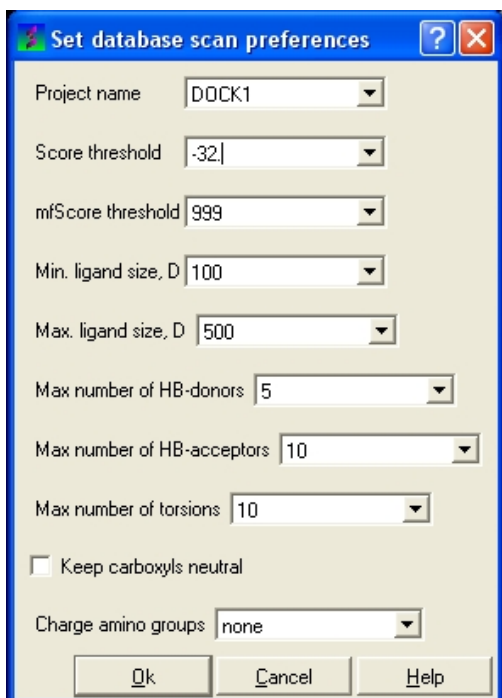 Set database scan preferences
Project name DOCK1
Score threshold -32.
mfScore threshold 999
Min. ligand size, D 100
Max. ligand size, D 500
Max number of HB-donors 5
Max number of HB-acceptors 10
Max number of torsions 10
Keep carboxyls neutral
Charge amino groups none
Ok Cancel Help